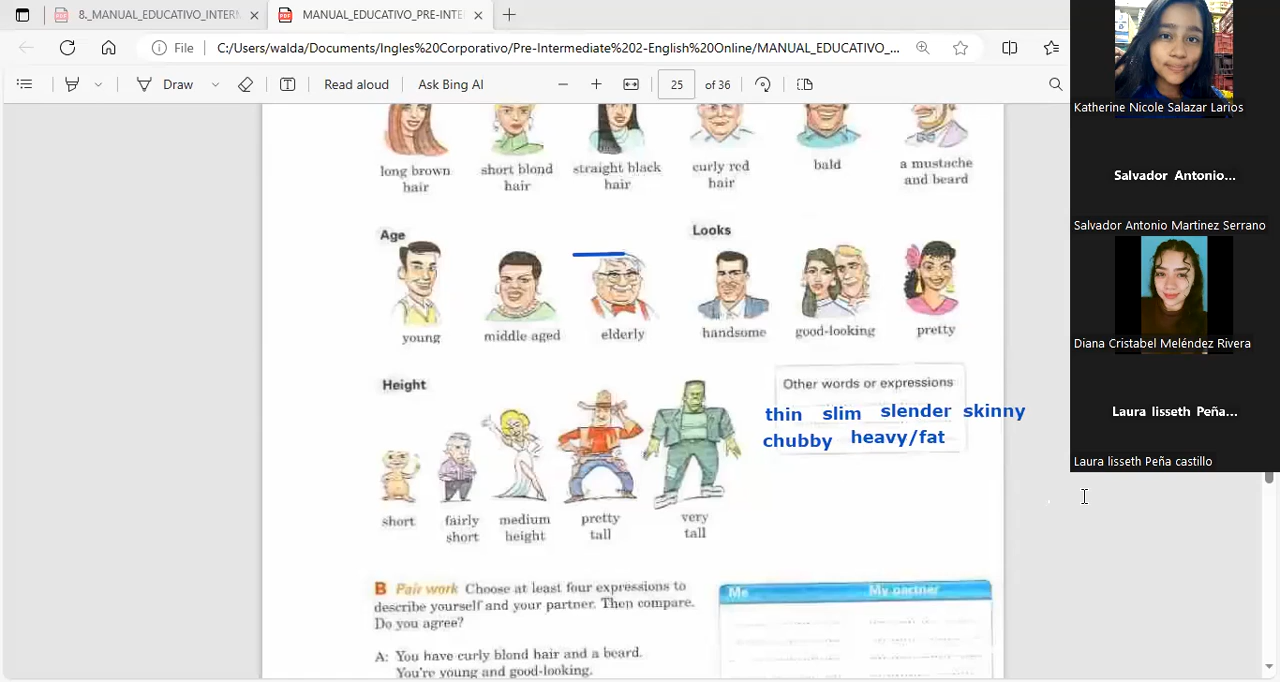 8._MANUAL_EDUCATIVO_INTERN
MANUAL_EDUCATIVO_PRE-INTE
File
C:/Users/walda/Documents/Ingles%20Corporativo/Pre-Intermediate%202-English%20Online/MANUAL_EDUCATIVO_...
Draw
Read aloud
Ask Bing AI
25 of 36
long brown hair
short blond hair
straight black hair
curly red hair
bald
a mustache and beard
Age
young
middle aged
elderly
Looks
handsome
good-looking
pretty
Height
short
fairly short
medium height
pretty tall
very tall
Other words or expressions
thin slim slender skinny
chubby heavy/fat
B Pair work Choose at least four expressions to
describe yourself and your partner. Then compare.
Do you agree?
A: You have curly blond hair and a beard.
You're young and good-looking.
Me My partner
Katherine Nicole Salazar Larios
Salvador Antonio...
Salvador Antonio Martinez Serrano
Diana Cristabel Meléndez Rivera
Laura lisseth Peña...
Laura lisseth Peña castillo